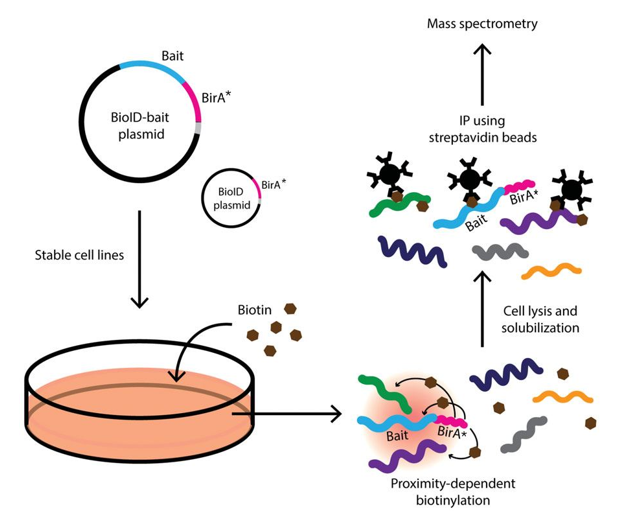 Bait
BirA*
BioID-bait
plasmid
BioID
plasmid
BirA*
Stable cell lines
Biotin
Bait
BirA*
Proximity-dependent
biotinylation
Cell lysis and
solubilization
Bait
BirA*
IP using
streptavidin beads
Mass spectrometry